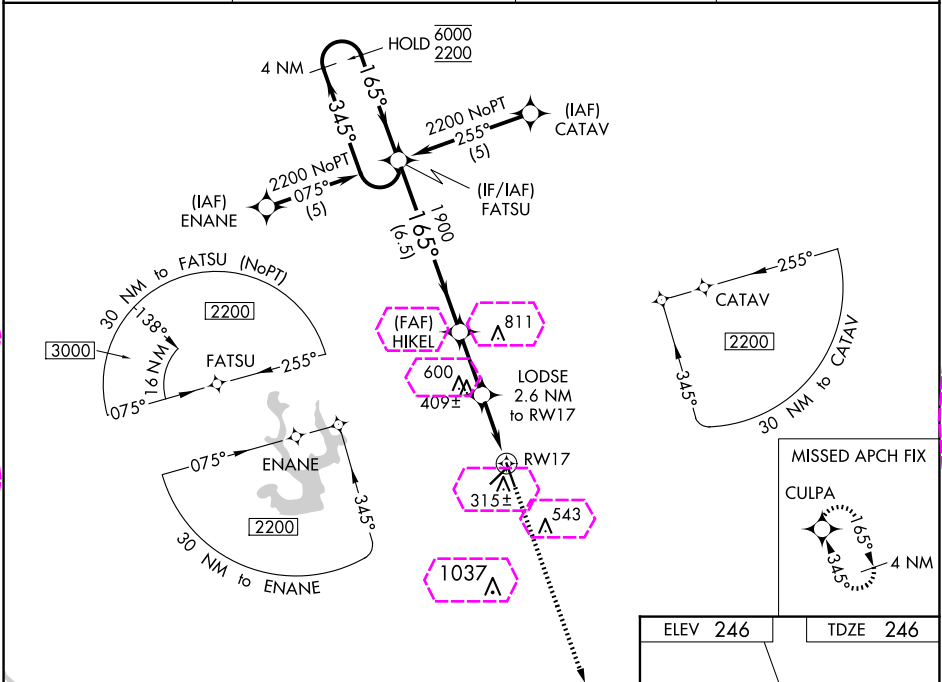 HOLD 6000
2200
4 NM
165°
345°
2200 NoPT
255°
(5)
(IAF)
CATAV
2200 NoPT
075°
(5)
(IAF)
ENANE
(IF/IAF)
FATSU
1900
165°
(6.5)
30 NM to FATSU (NoPT)
2200
138°
3000
16 NM
FATSU
075°
255°
(FAF)
HIKEL
811
600
409±
LODSE
2.6 NM
to RW17
RW17
315±
543
1037
255°
CATAV
2200
345°
30 NM to CATAV
075°
ENANE
345°
2200
30 NM to ENANE
MISSED APCH FIX
CULPA
165°
345°
4 NM
ELEV 246
TDZE 246